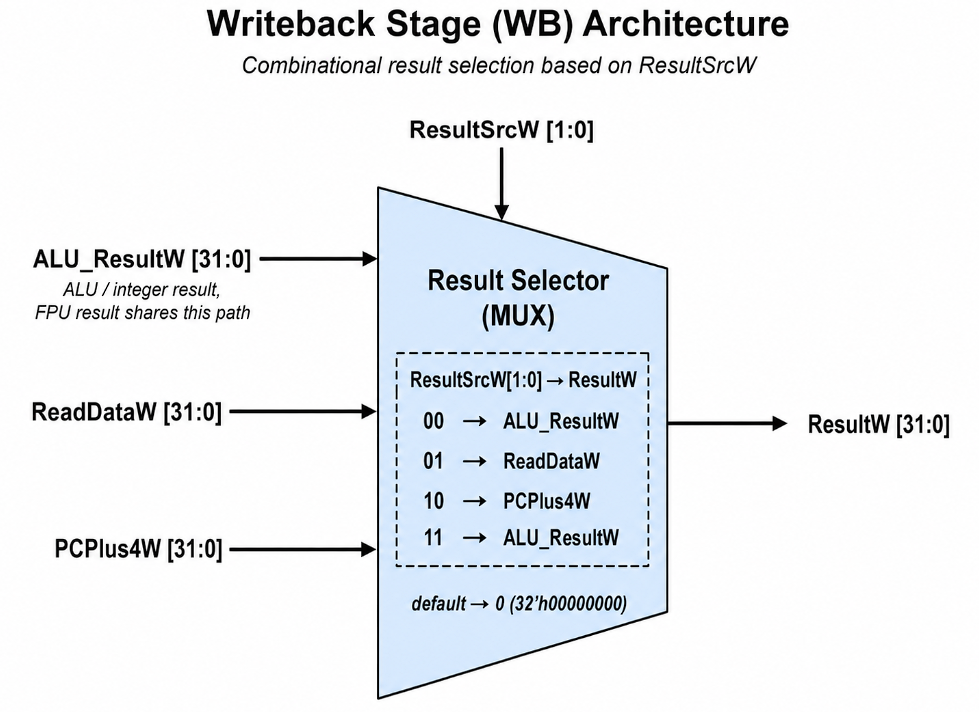 Writeback Stage (WB) Architecture
Combinational result selection based on ResultSrcW
ResultSrcW [1:0]
ALU_ResultW [31:0]
ALU / integer result,
FPU result shares this path
ReadDataW [31:0]
PCPlus4W [31:0]
Result Selector
(MUX)
ResultSrcW[1:0] → ResultW
00 → ALU_ResultW
01 → ReadDataW
10 → PCPlus4W
11 → ALU_ResultW
default → 0 (32'h00000000)
ResultW [31:0]